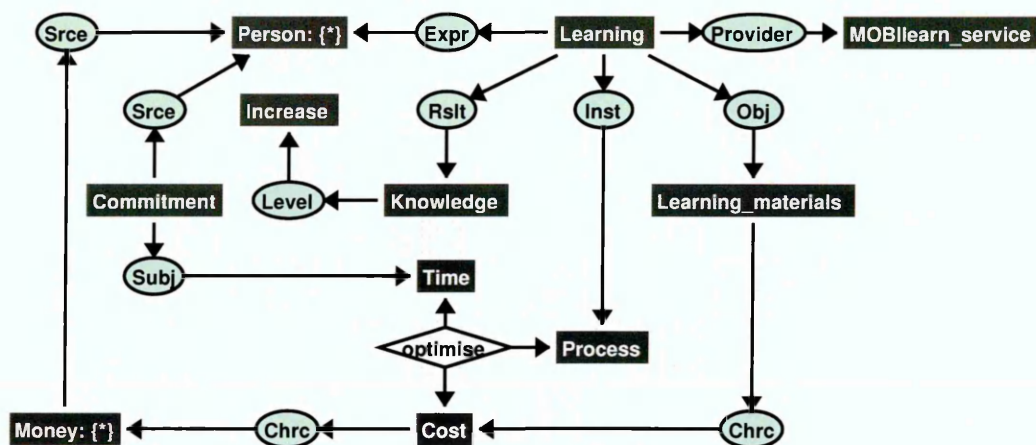 Srce
Person: {*}
Expr
Learning
Provider
MOBIlearn_service
Srce
Increase
Rslt
Inst
Obj
Commitment
Level
Knowledge
Learning_materials
Subj
Time
optimise
Process
Money: {*}
Chrc
Cost
Chrc